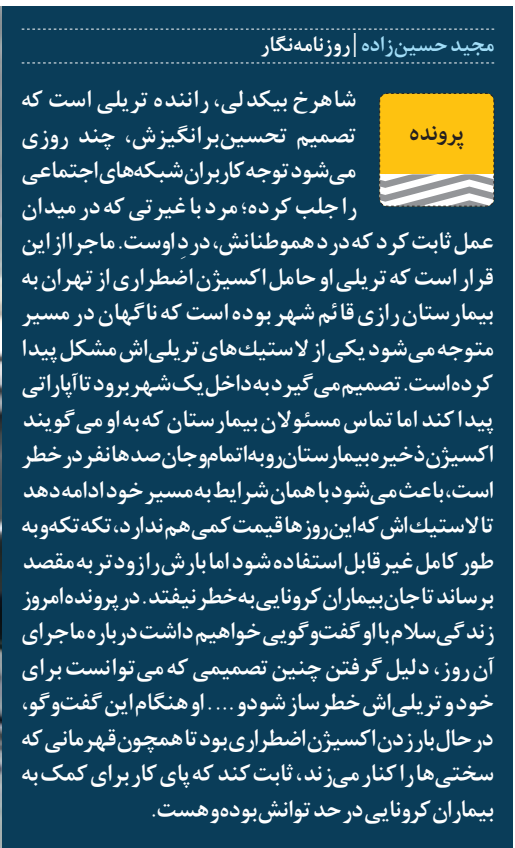 مجید حسین‌زاده | روزنامه‌نگار
پرونده
شاهرخ بیکدلی، راننده تریلی است که
تصمیم تحسین‌برانگیزش، چند روزی
می‌شود توجه کاربران شبکه‌های اجتماعی
را جلب کرده؛ مرد با غیرتی که در میدان
عمل ثابت کرد که درد هموطنانش، دردِ اوست. ماجرا از این
قرار است که تریلی او حامل اکسیژن اضطراری از تهران به
بیمارستان رازی قائم شهر بوده است که ناگهان در مسیر
متوجه می‌شود یکی از لاستیك‌های تریلی‌اش مشکل پیدا
کرده‌است. تصمیم می‌گیرد به داخل یک شهر برود تا آپاراتی
پیدا کند اما تماس مسئولان بیمارستان که به او می‌گویند
اکسیژن ذخیره بیمارستان رو به اتمام و جان صدها نفر در خطر
است، باعث می‌شود با همان شرایط به مسیر خود ادامه دهد
تا لاستیك‌اش که این روزها قیمت کمی هم ندارد، تکه تکه و به
طور کامل غیرقابل استفاده شود اما بارش را زودتر به مقصد
برساند تا جان بیماران کرونایی به خطر نیفتد. در پرونده امروز
زندگی‌سلام با او گفت‌وگویی خواهیم داشت درباره ماجرای
آن روز، دلیل گرفتن چنین تصمیمی که می‌توانست برای
خود و تریلی‌اش خطرساز شود و .... او هنگام این گفت‌وگو،
در حال بار زدن اکسیژن اضطراری بود تا همچون قهرمانی که
سختی‌ها را کنار می‌زند، ثابت کند که پای کار برای کمک به
بیماران کرونایی در حد توانش بوده و هست.